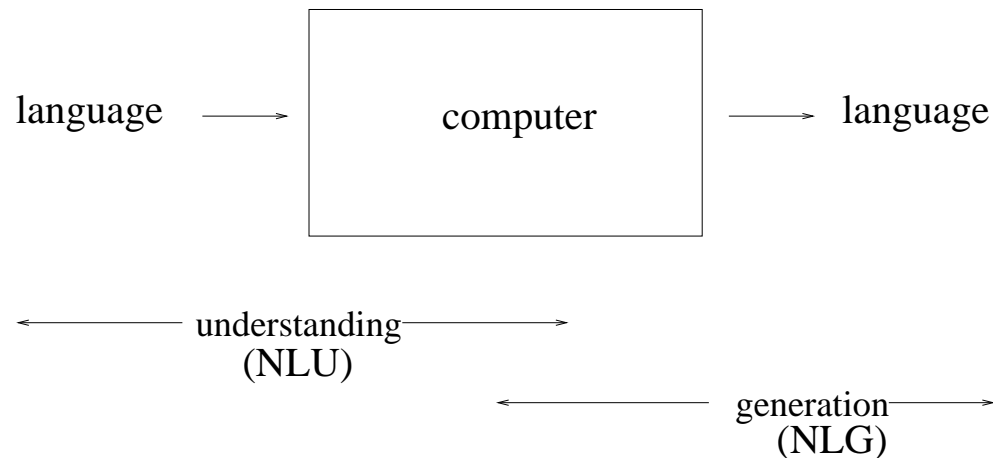 language
computer
language
understanding
(NLU)
generation
(NLG)